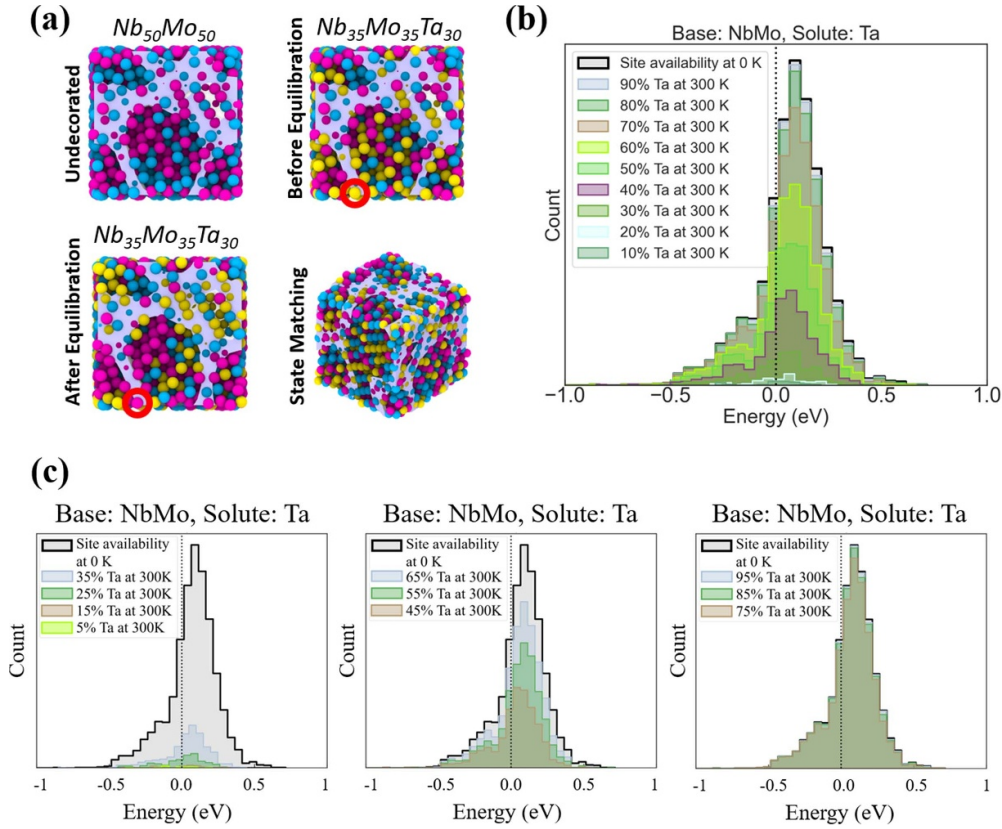 (a)
Nb50Mo50
Nb35Mo35Ta30
Undecorated
Before Equilibration
Nb35Mo35Ta30
After Equilibration
State Matching
(b)
Base: NbMo, Solute: Ta
Site availability at 0 K
90% Ta at 300 K
80% Ta at 300 K
70% Ta at 300 K
60% Ta at 300 K
50% Ta at 300 K
40% Ta at 300 K
30% Ta at 300 K
20% Ta at 300 K
10% Ta at 300 K
Count
−1.0 −0.5 0.0 0.5 1.0
Energy (eV)
(c)
Base: NbMo, Solute: Ta
Site availability
at 0 K
35% Ta at 300K
25% Ta at 300K
15% Ta at 300K
5% Ta at 300K
Count
-1 -0.5 0.0 0.5 1
Energy (eV)
Base: NbMo, Solute: Ta
Site availability
at 0 K
65% Ta at 300K
55% Ta at 300K
45% Ta at 300K
Count
-1 -0.5 0.0 0.5 1
Energy (eV)
Base: NbMo, Solute: Ta
Site availability
at 0 K
95% Ta at 300K
85% Ta at 300K
75% Ta at 300K
Count
-1 -0.5 0.0 0.5 1
Energy (eV)